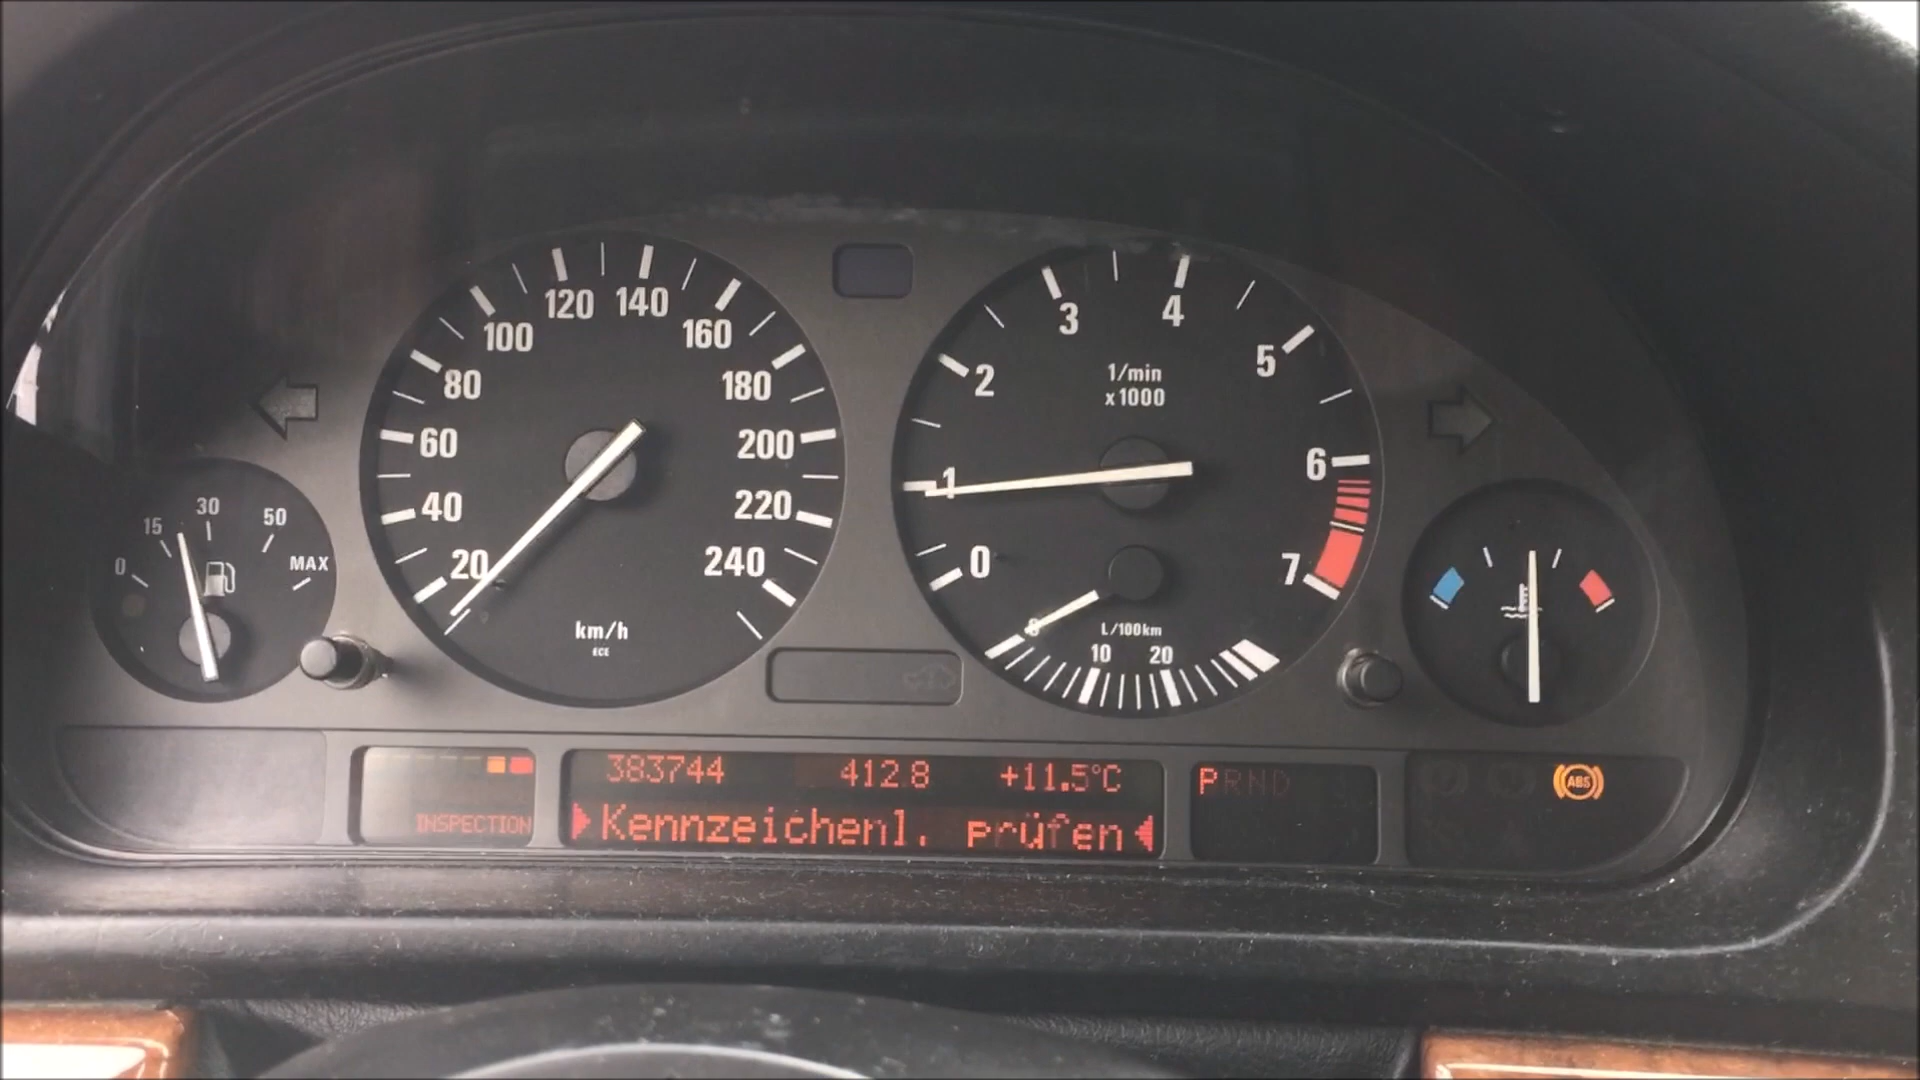 20
40
60
80
100
120
140
160
180
200
220
240
km/h
ECE
0
1
2
3
4
5
6
7
1/min
x1000
L/100km
10
20
0
15
30
50
MAX
INSPECTION
383744 412.8 +11.5°C
Kennzeichenl. prüfen
PRND
ABS